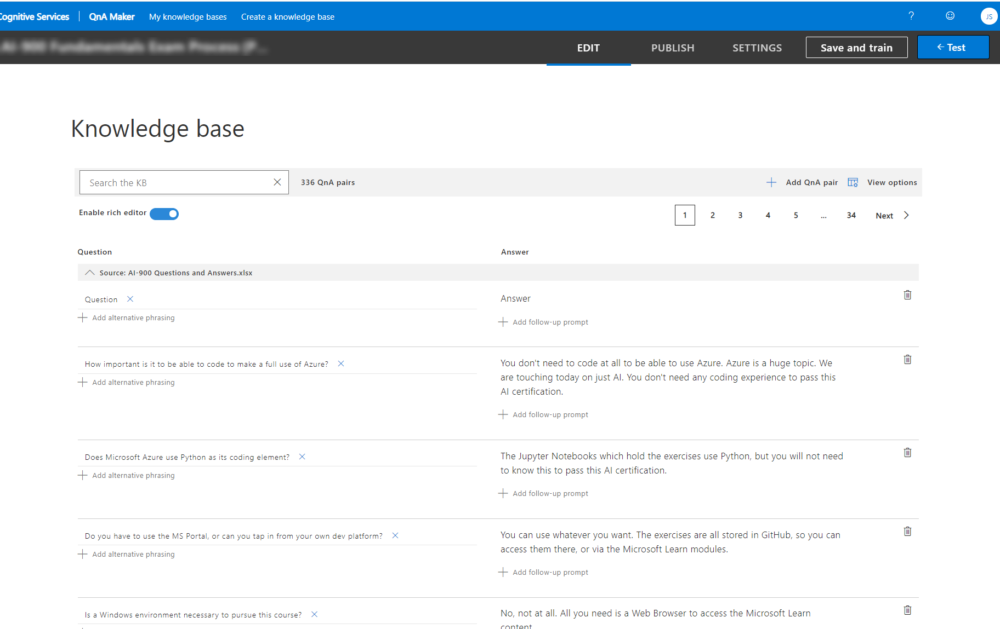 Cognitive Services QnA Maker My knowledge bases Create a knowledge base ? JS
AI-900 Fundamentals Exam Process (P...
EDIT PUBLISH SETTINGS Save and train ← Test
Knowledge base
Search the KB 336 QnA pairs Add QnA pair View options
Enable rich editor 1 2 3 4 5 ... 34 Next
Question Answer
Source: AI-900 Questions and Answers.xlsx
Question Answer
Add alternative phrasing
Add follow-up prompt
How important is it to be able to code to make a full use of Azure?
Add alternative phrasing
You don't need to code at all to be able to use Azure. Azure is a huge topic. We
are touching today on just AI. You don't need any coding experience to pass this
AI certification.
Add follow-up prompt
Does Microsoft Azure use Python as its coding element?
Add alternative phrasing
The Jupyter Notebooks which hold the exercises use Python, but you will not need
to know this to pass this AI certification.
Add follow-up prompt
Do you have to use the MS Portal, or can you tap in from your own dev platform?
Add alternative phrasing
You can use whatever you want. The exercises are all stored in GitHub, so you can
access them there, or via the Microsoft Learn modules.
Add follow-up prompt
Is a Windows environment necessary to pursue this course?
No, not at all. All you need is a Web Browser to access the Microsoft Learn
content